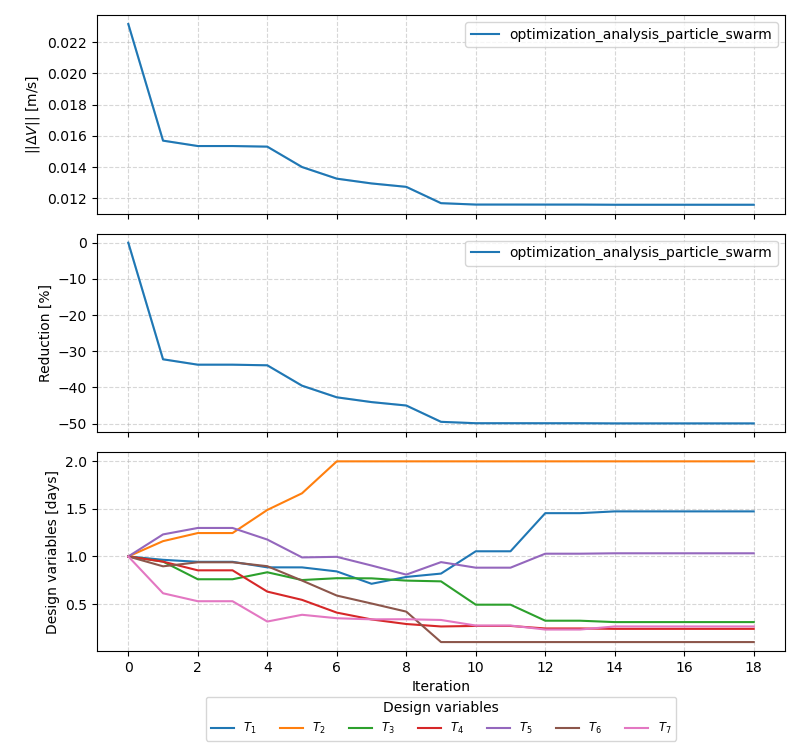 optimization_analysis_particle_swarm
||ΔV|| [m/s]
0.022
0.020
0.018
0.016
0.014
0.012
optimization_analysis_particle_swarm
Reduction [%]
0
−10
−20
−30
−40
−50
Design variables [days]
2.0
1.5
1.0
0.5
0 2 4 6 8 10 12 14 16 18
Iteration
Design variables
T₁ T₂ T₃ T₄ T₅ T₆ T₇